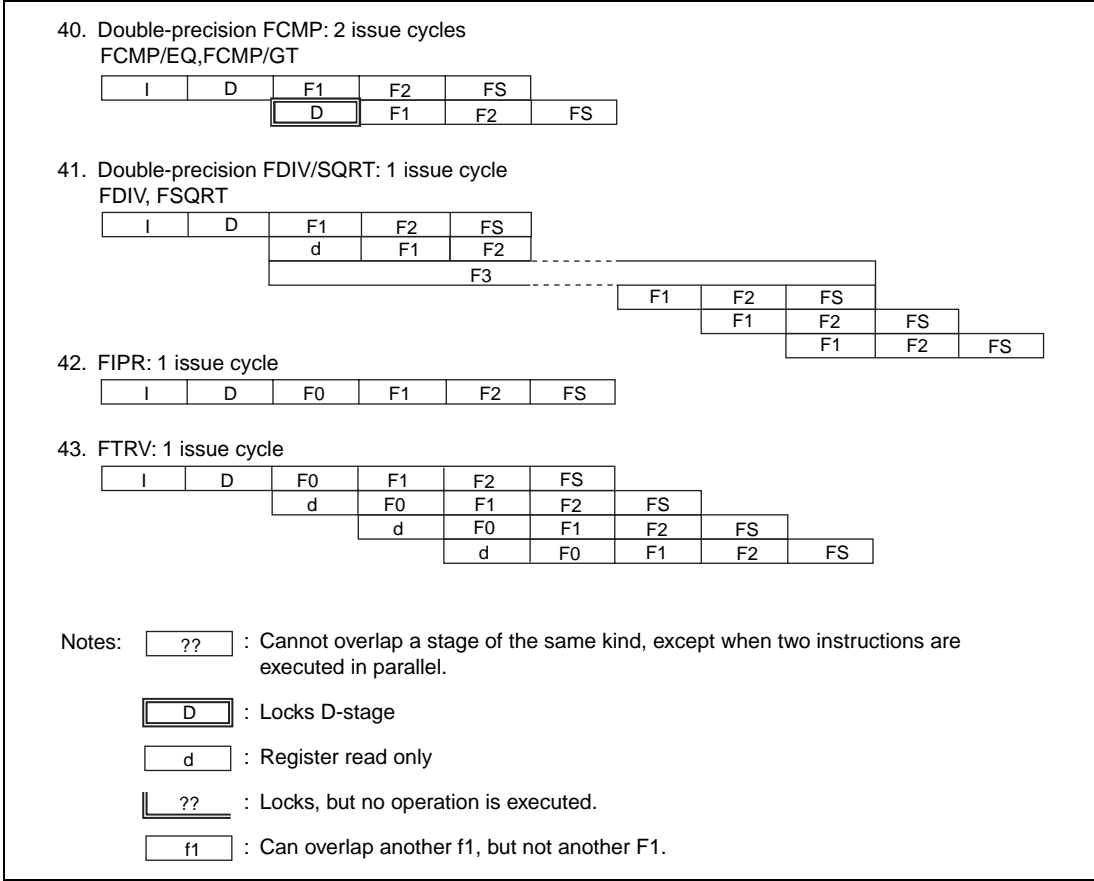 40. Double-precision FCMP: 2 issue cycles
FCMP/EQ,FCMP/GT
I D F1 F2 FS
D F1 F2 FS
41. Double-precision FDIV/SQRT: 1 issue cycle
FDIV, FSQRT
I D F1 F2 FS
d F1 F2
F3
F1 F2 FS
F1 F2 FS
F1 F2 FS
42. FIPR: 1 issue cycle
I D F0 F1 F2 FS
43. FTRV: 1 issue cycle
I D F0 F1 F2 FS
d F0 F1 F2 FS
d F0 F1 F2 FS
d F0 F1 F2 FS
Notes: ?? : Cannot overlap a stage of the same kind, except when two instructions are
executed in parallel.
D : Locks D-stage
d : Register read only
?? : Locks, but no operation is executed.
f1 : Can overlap another f1, but not another F1.